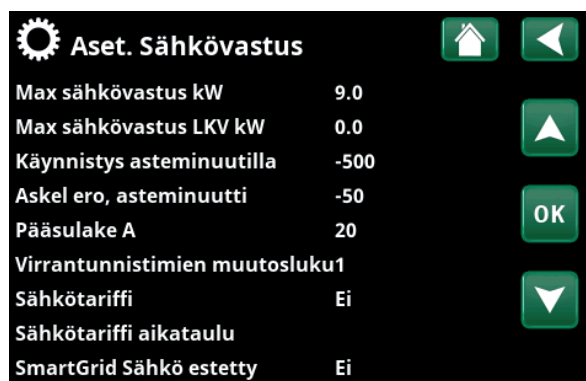 Aset. Sähkövastus
Max sähkövastus kW 9.0
Max sähkövastus LKV kW 0.0
Käynnistys asteminuutilla -500
Askel ero, asteminuutti -50
Pääsulake A 20
Virrantunnistimien muutosluku1
Sähkötariffi Ei
Sähkötariffi aikataulu
SmartGrid Sähkö estetty Ei
OK